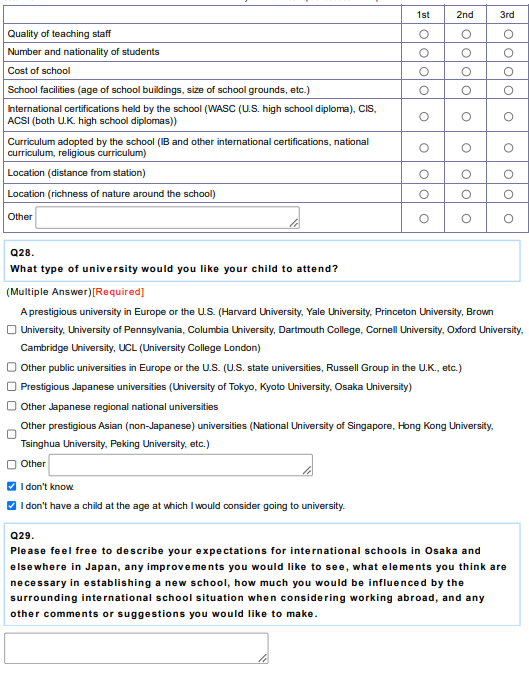 1st 2nd 3rd
Quality of teaching staff
Number and nationality of students
Cost of school
School facilities (age of school buildings, size of school grounds, etc.)
International certifications held by the school (WASC (U.S. high school diploma), CIS,
ACSI (both U.K. high school diplomas))
Curriculum adopted by the school (IB and other international certifications, national
curriculum, religious curriculum)
Location (distance from station)
Location (richness of nature around the school)
Other
Q28.
What type of university would you like your child to attend?
(Multiple Answer)[Required]
A prestigious university in Europe or the U.S. (Harvard University, Yale University, Princeton University, Brown
University, University of Pennsylvania, Columbia University, Dartmouth College, Cornell University, Oxford University,
Cambridge University, UCL (University College London)
Other public universities in Europe or the U.S. (U.S. state universities, Russell Group in the U.K., etc.)
Prestigious Japanese universities (University of Tokyo, Kyoto University, Osaka University)
Other Japanese regional national universities
Other prestigious Asian (non-Japanese) universities (National University of Singapore, Hong Kong University,
Tsinghua University, Peking University, etc.)
Other
I don't know.
I don't have a child at the age at which I would consider going to university.
Q29.
Please feel free to describe your expectations for international schools in Osaka and
elsewhere in Japan, any improvements you would like to see, what elements you think are
necessary in establishing a new school, how much you would be influenced by the
surrounding international school situation when considering working abroad, and any
other comments or suggestions you would like to make.